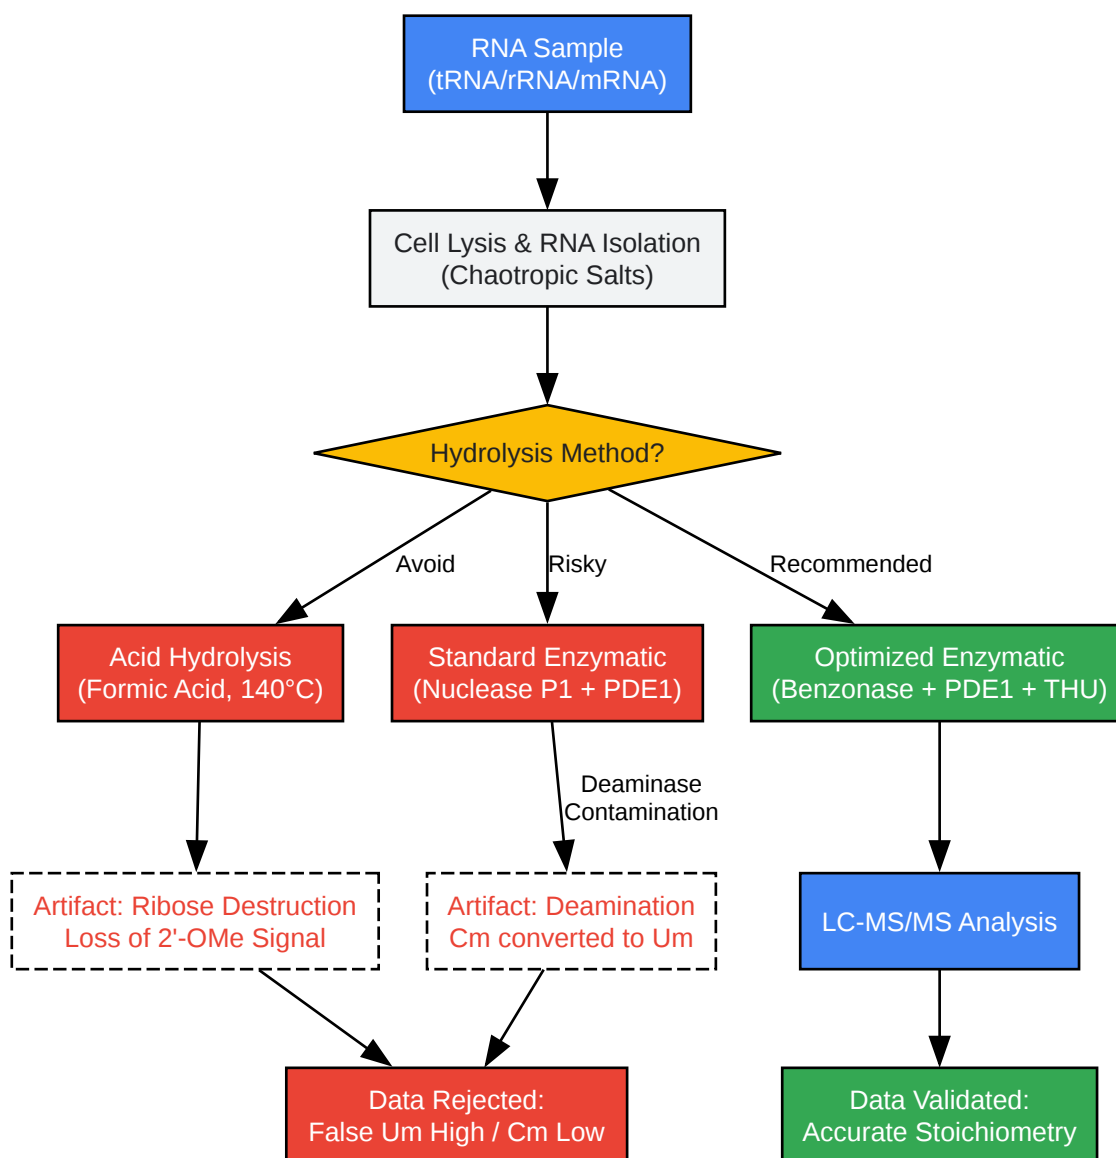 RNA Sample
(tRNA/rRNA/mRNA)
Cell Lysis & RNA Isolation
(Chaotropic Salts)
Hydrolysis Method?
Avoid
Risky
Recommended
Acid Hydrolysis
(Formic Acid, 140°C)
Standard Enzymatic
(Nuclease P1 + PDE1)
Optimized Enzymatic
(Benzonase + PDE1 + THU)
Deaminase
Contamination
Artifact: Ribose Destruction
Loss of 2'-OMe Signal
Artifact: Deamination
Cm converted to Um
LC-MS/MS Analysis
Data Rejected:
False Um High / Cm Low
Data Validated:
Accurate Stoichiometry